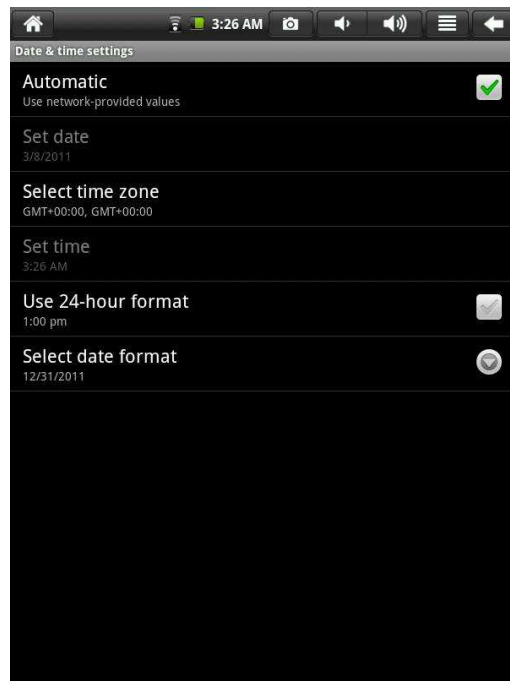 3:26 AM
Date & time settings
Automatic
Use network-provided values
Set date
3/8/2011
Select time zone
GMT+00:00, GMT+00:00
Set time
3:26 AM
Use 24-hour format
1:00 pm
Select date format
12/31/2011